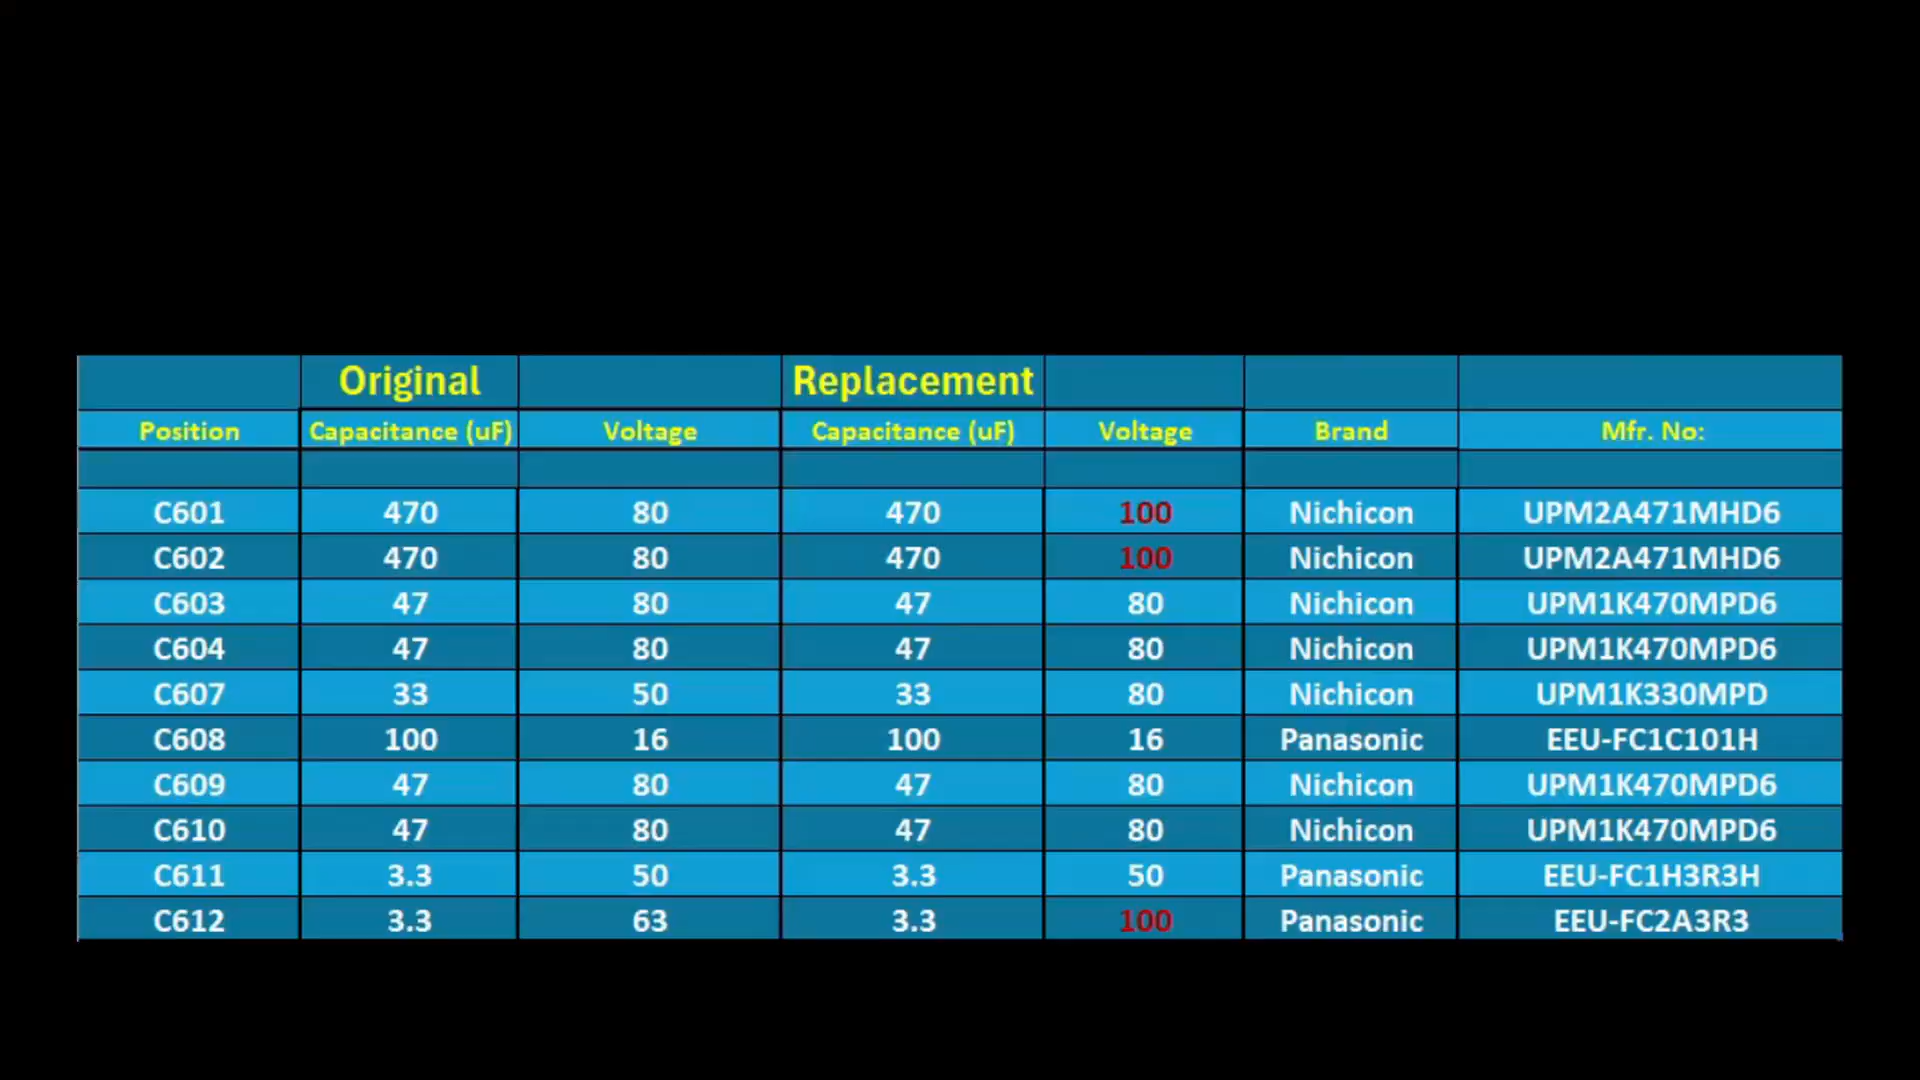 Original Replacement
Position Capacitance (uF) Voltage Capacitance (uF) Voltage Brand Mfr. No:
C601 470 80 470 100 Nichicon UPM2A471MHD6
C602 470 80 470 100 Nichicon UPM2A471MHD6
C603 47 80 47 80 Nichicon UPM1K470MPD6
C604 47 80 47 80 Nichicon UPM1K470MPD6
C607 33 50 33 80 Nichicon UPM1K330MPD
C608 100 16 100 16 Panasonic EEU-FC1C101H
C609 47 80 47 80 Nichicon UPM1K470MPD6
C610 47 80 47 80 Nichicon UPM1K470MPD6
C611 3.3 50 3.3 50 Panasonic EEU-FC1H3R3H
C612 3.3 63 3.3 100 Panasonic EEU-FC2A3R3